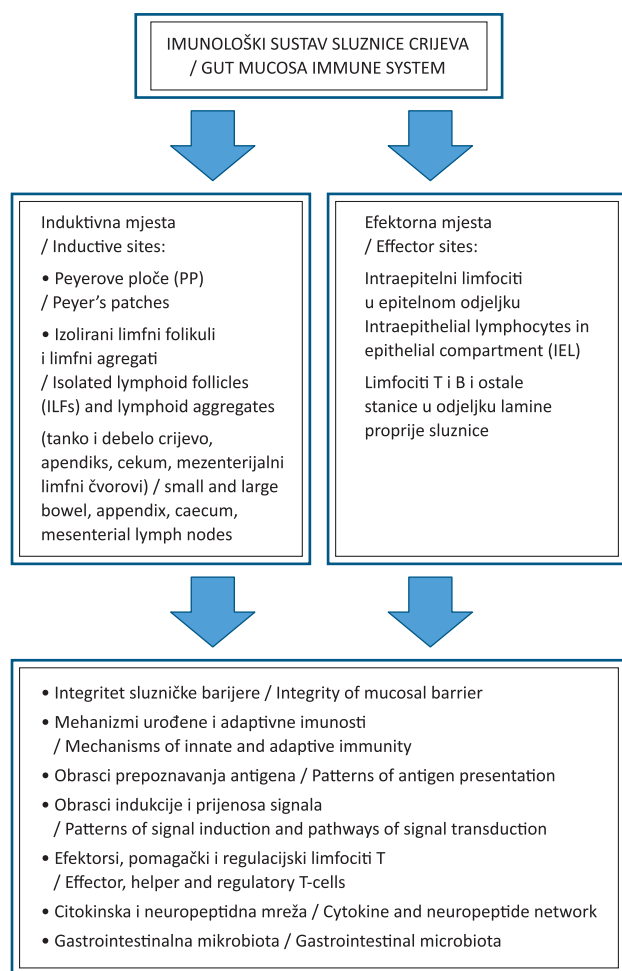 IMUNOLOŠKI SUSTAV SLUZNICE CRIJEVA
/ GUT MUCOSA IMMUNE SYSTEM
Induktivna mjesta
/ Inductive sites:
• Peyerove ploče (PP)
/ Peyer’s patches
• Izolirani limfni folikuli
i limfni agregati
/ Isolated lymphoid follicles
(ILFs) and lymphoid aggregates
(tanko i debelo crijevo,
apendiks, cekum, mezenterijalni
limfni čvorovi) / small and large
bowel, appendix, caecum,
mesenterial lymph nodes
Efektorna mjesta
/ Effector sites:
Intraepitelni limfociti
u epitelnom odjeljku
Intraepithelial lymphocytes in
epithelial compartment (IEL)
Limfociti T i B i ostale
stanice u odjeljku lamine
proprije sluznice
• Integritet sluzničke barijere / Integrity of mucosal barrier
• Mehanizmi urođene i adaptivne imunosti
/ Mechanisms of innate and adaptive immunity
• Obrasci prepoznavanja antigena / Patterns of antigen presentation
• Obrasci indukcije i prijenosa signala
/ Patterns of signal induction and pathways of signal transduction
• Efektorsi, pomagački i regulacijski limfociti T
/ Effector, helper and regulatory T-cells
• Citokinska i neuropeptidna mreža / Cytokine and neuropeptide network
• Gastrointestinalna mikrobiota / Gastrointestinal microbiota